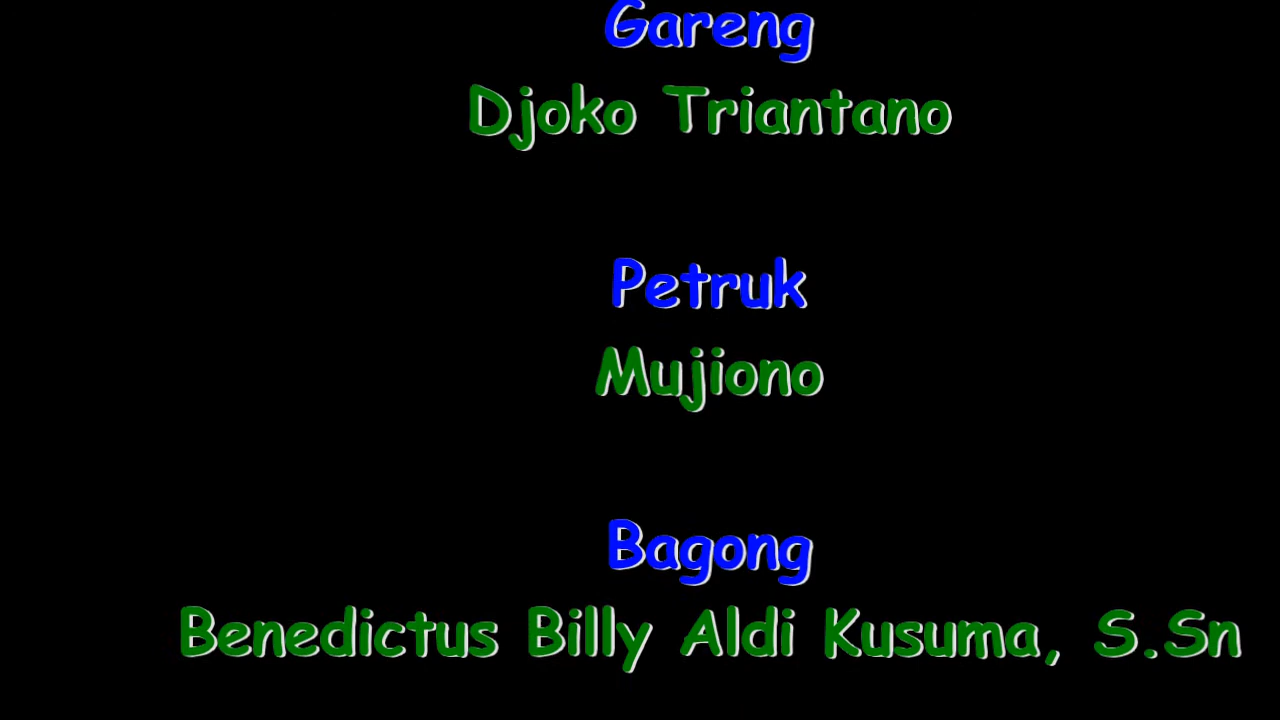 Gareng
Djoko Triantano
Petruk
Mujiono
Bagong
Benedictus Billy Aldi Kusuma, S.Sn